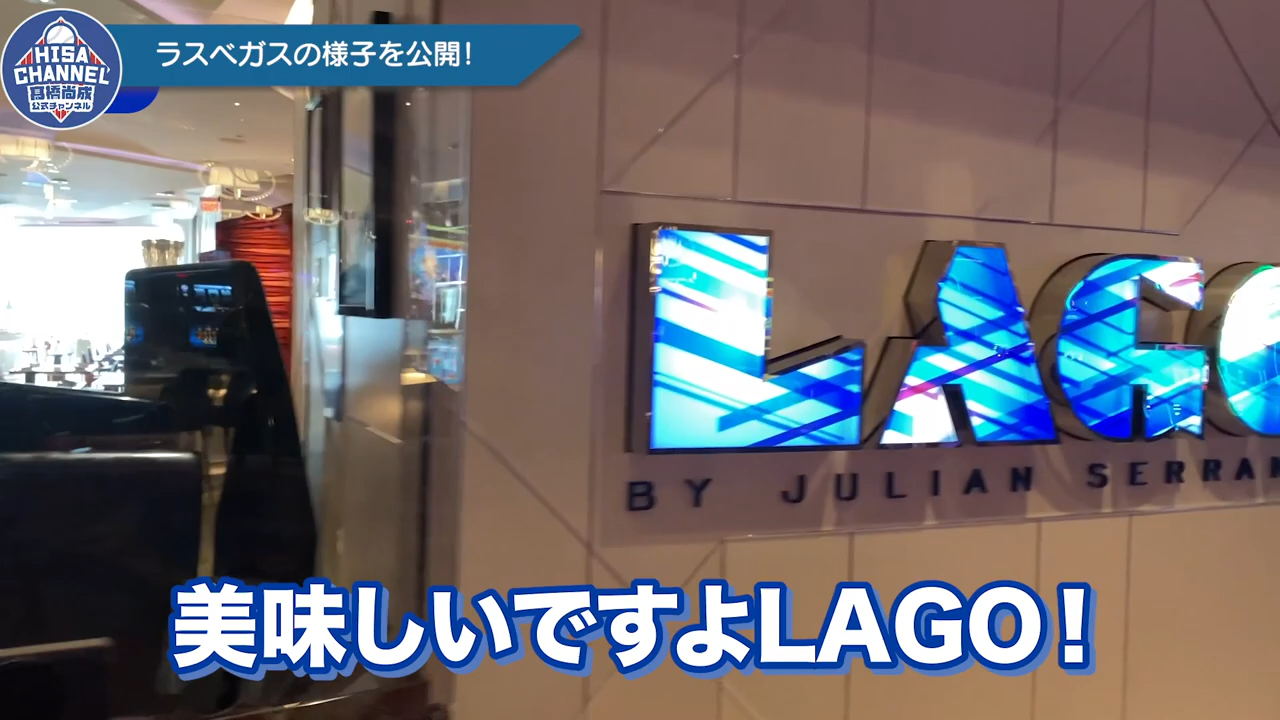 HISA
CHANNEL
髙橋尚成
公式チャンネル
ラスベガスの様子を公開!
LAGO
BY JULIAN SERRAN
美味しいですよLAGO!